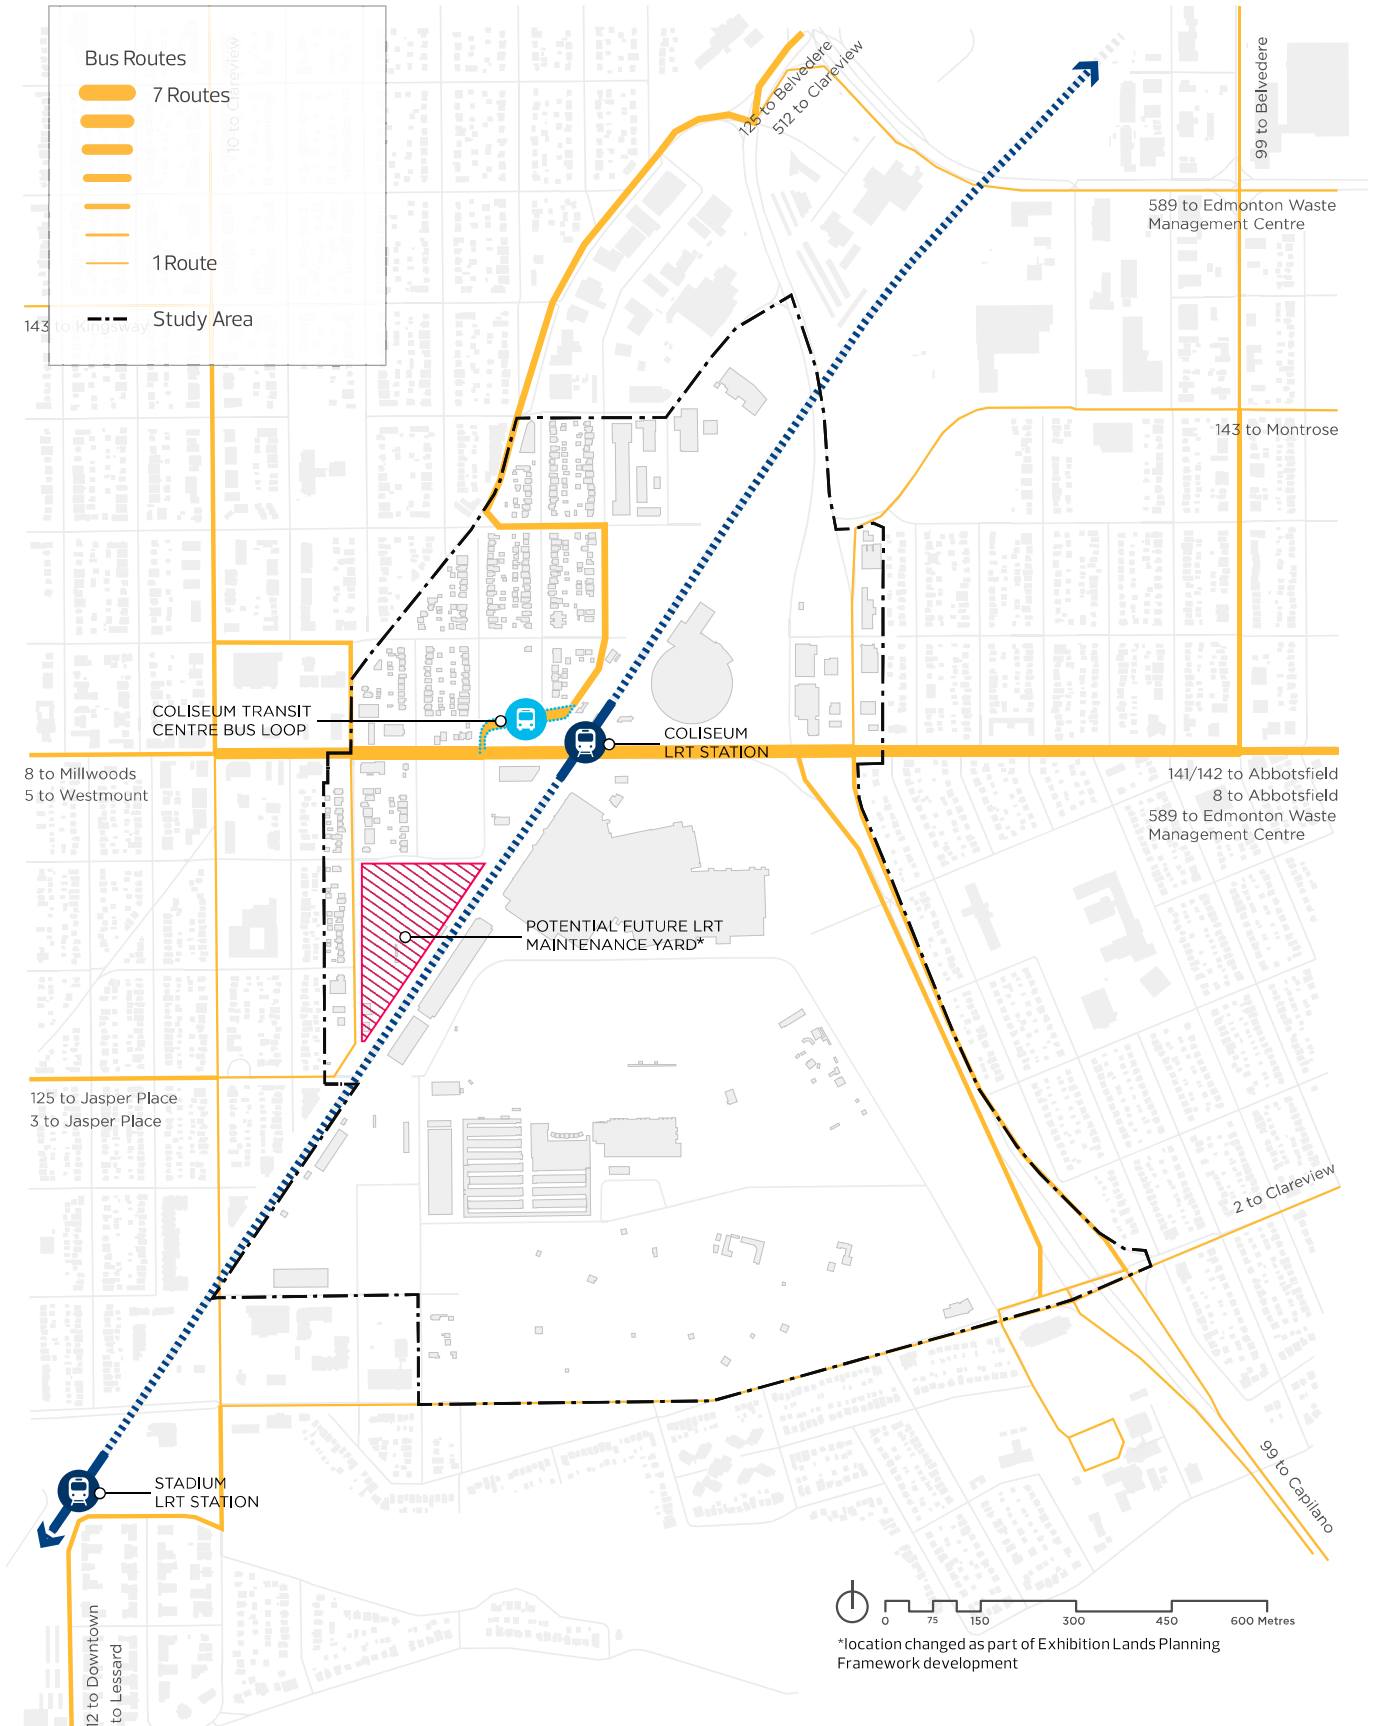 Bus Routes
7 Routes
1 Route
Study Area
10 to Clareview
143 to Kingsway
125 to Belvedere
512 to Clareview
99 to Belvedere
589 to Edmonton Waste
Management Centre
143 to Montrose
COLISEUM TRANSIT
CENTRE BUS LOOP
COLISEUM
LRT STATION
8 to Millwoods
5 to Westmount
141/142 to Abbotsfield
8 to Abbotsfield
589 to Edmonton Waste
Management Centre
POTENTIAL FUTURE LRT
MAINTENANCE YARD*
125 to Jasper Place
3 to Jasper Place
2 to Clareview
99 to Capilano
STADIUM
LRT STATION
12 to Downtown
to Lessard
0 75 150 300 450 600 Metres
*location changed as part of Exhibition Lands Planning
Framework development